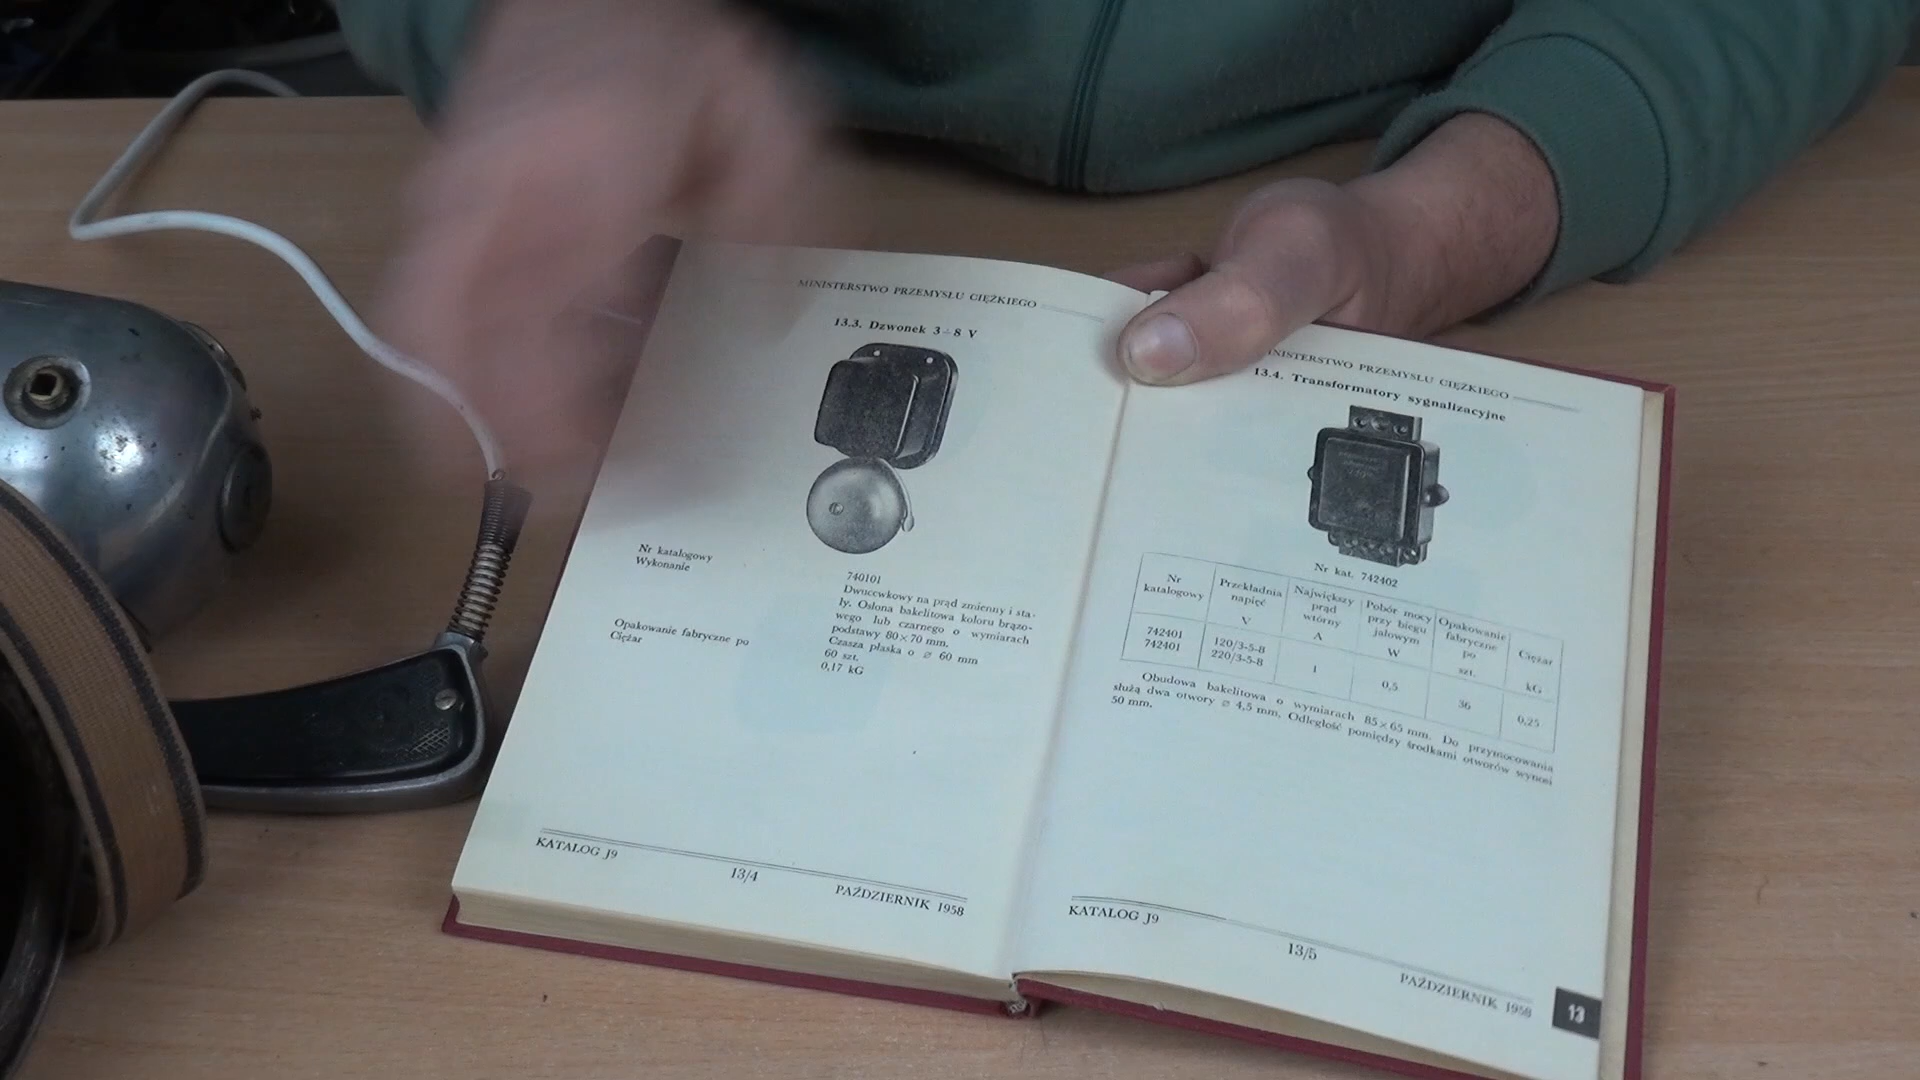 MINISTERSTWO PRZEMYSŁU CIĘŻKIEGO
13.3. Dzwonek 3–8 V
Nr katalogowy
740101
Wykonanie
Dwucewkowy na prąd zmienny i sta-
ły. Osłona bakelitowa koloru brązo-
wego lub czarnego o wymiarach
podstawy 80×70 mm.
Czasza płaska o ⌀ 60 mm
Opakowanie fabryczne po
60 szt.
Ciężar
0,17 kG
KATALOG J9
13/4
PAŹDZIERNIK 1958
MINISTERSTWO PRZEMYSŁU CIĘŻKIEGO
13.4. Transformatory sygnalizacyjne
Nr kat. 742402
Nr katalogowy
Przekładnia napięć V
Największy prąd wtórny A
Pobór mocy przy biegu jałowym W
Opakowanie fabryczne po szt.
Ciężar kG
742401 120/3-5-8
742401 220/3-5-8
1 0,5 36 0,25
Obudowa bakelitowa o wymiarach 85×65 mm. Do przymocowania
służą dwa otwory ⌀ 4,5 mm. Odległość pomiędzy środkami otworów wynosi
50 mm.
KATALOG J9
13/5
PAŹDZIERNIK 1958
13